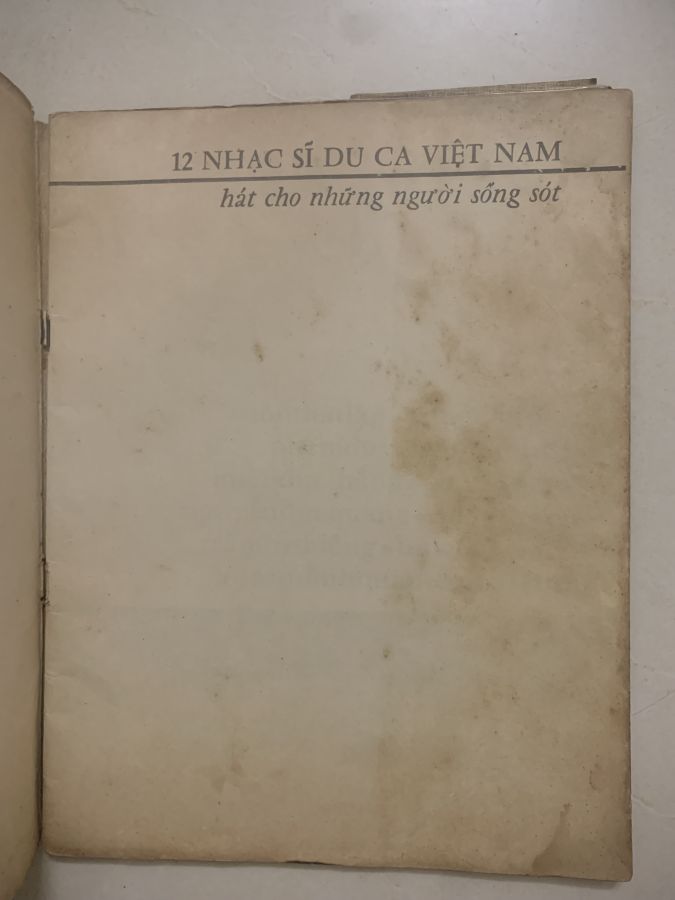 12 NHẠC SĨ DU CA VIỆT NAM
hát cho những người sống sót